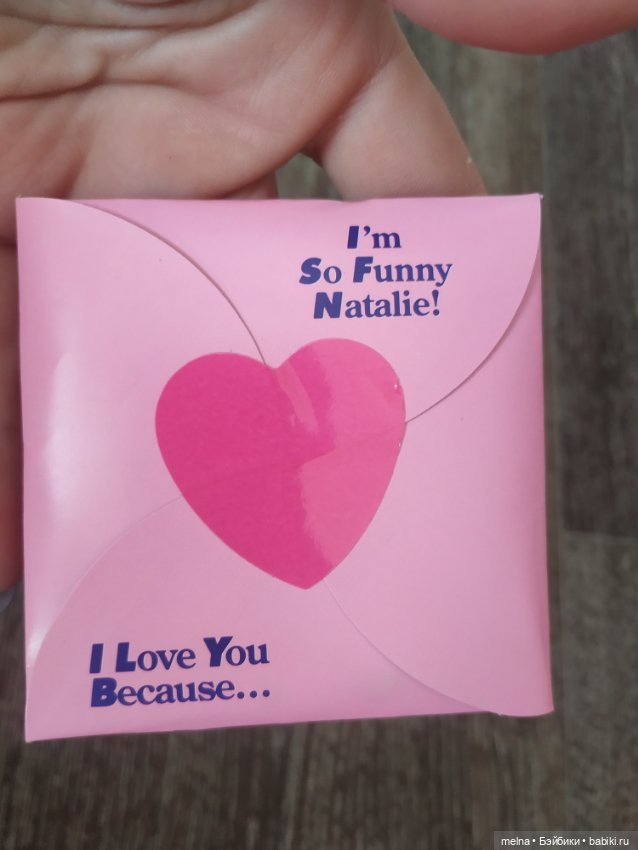 I'm
So Funny
Natalie!
I Love You
Because...
melna • Бэйбики • babiki.ru